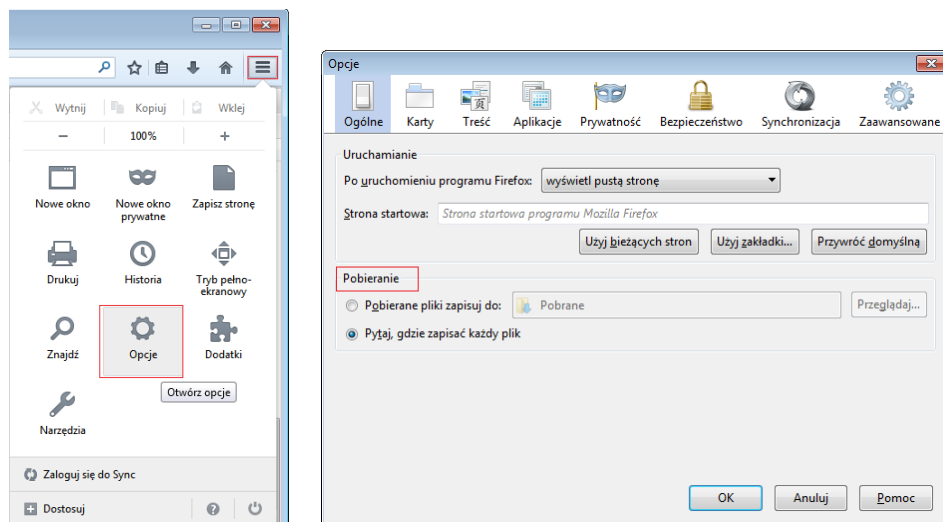 Wytnij Kopiuj Wklej
− 100% +
Nowe okno Nowe okno prywatne Zapisz stronę
Drukuj Historia Tryb pełno-ekranowy
Znajdź Opcje Dodatki
Otwórz opcje
Narzędzia
Zaloguj się do Sync
Dostosuj
Opcje
Ogólne Karty Treść Aplikacje Prywatność Bezpieczeństwo Synchronizacja Zaawansowane
Uruchamianie
Po uruchomieniu programu Firefox: wyświetl pustą stronę
Strona startowa: Strona startowa programu Mozilla Firefox
Użyj bieżących stron Użyj zakładki... Przywróć domyślną
Pobieranie
Pobierane pliki zapisuj do: Pobrane Przeglądaj...
Pytaj, gdzie zapisać każdy plik
OK Anuluj Pomoc